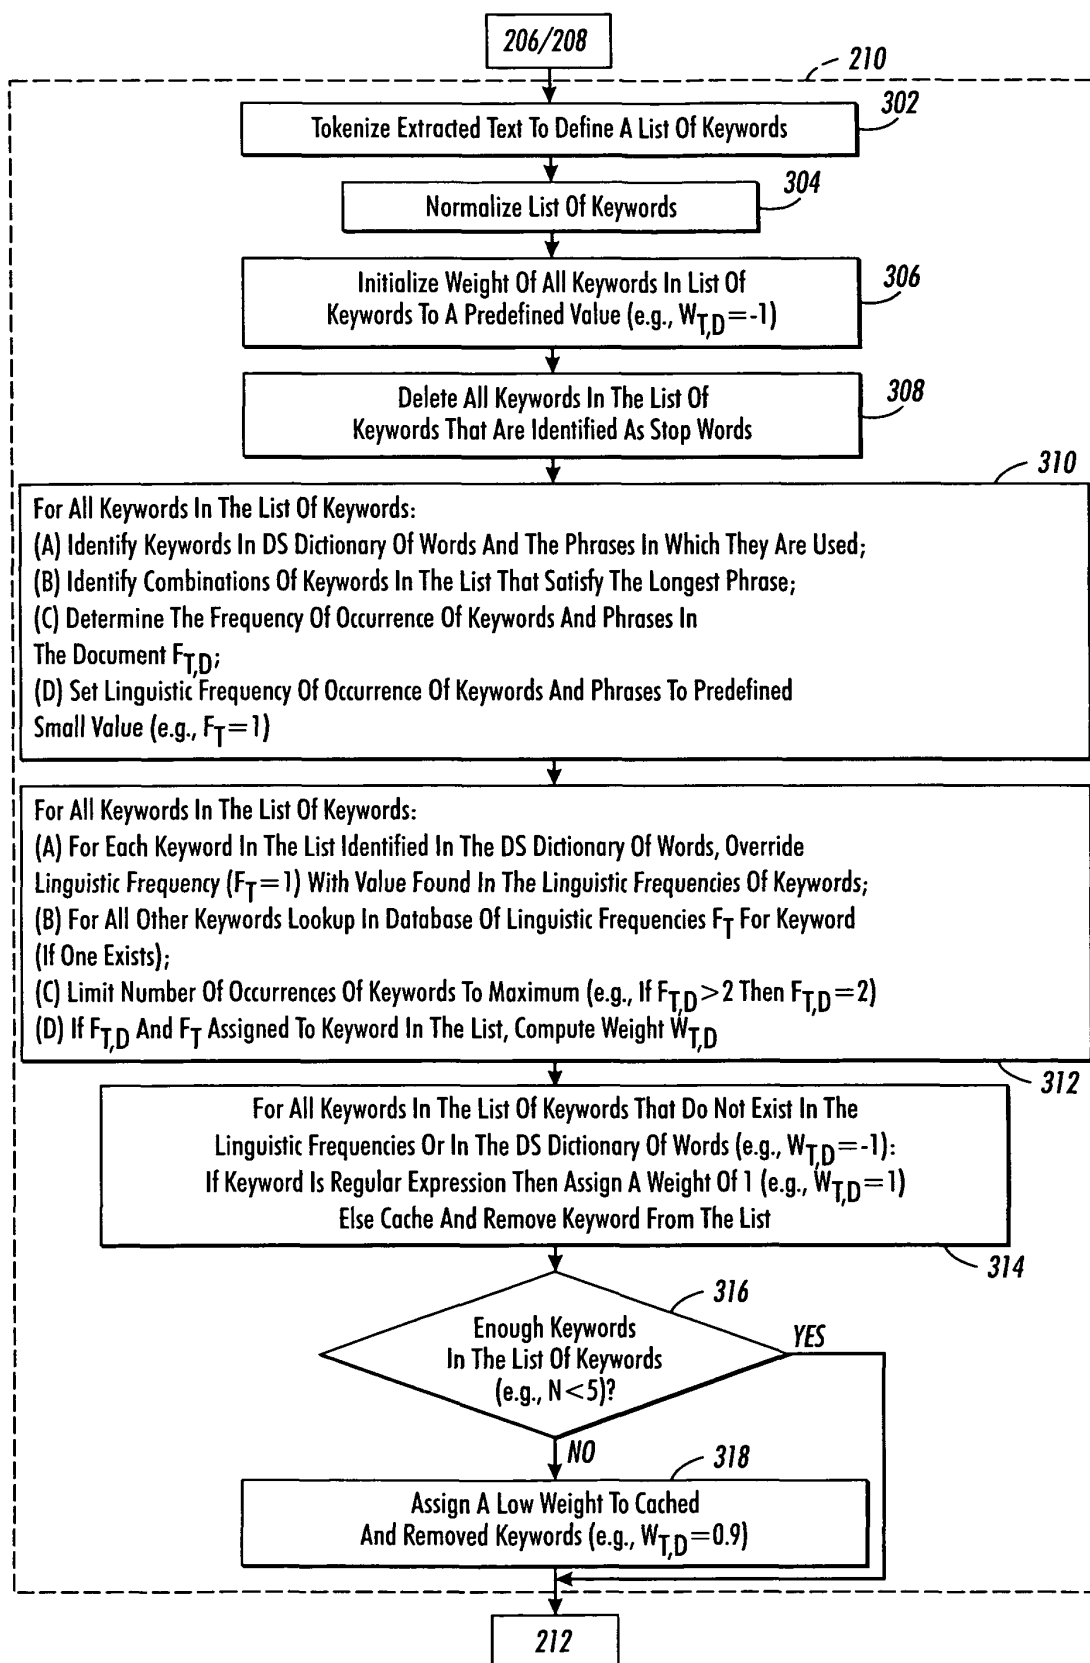 206/208
210
Tokenize Extracted Text To Define A List Of Keywords
302
Normalize List Of Keywords
304
Initialize Weight Of All Keywords In List Of
Keywords To A Predefined Value (e.g., W_T,D=-1)
306
Delete All Keywords In The List Of
Keywords That Are Identified As Stop Words
308
310
For All Keywords In The List Of Keywords:
(A) Identify Keywords In DS Dictionary Of Words And The Phrases In Which They Are Used;
(B) Identify Combinations Of Keywords In The List That Satisfy The Longest Phrase;
(C) Determine The Frequency Of Occurrence Of Keywords And Phrases In
The Document F_T,D;
(D) Set Linguistic Frequency Of Occurrence Of Keywords And Phrases To Predefined
Small Value (e.g., F_T=1)
For All Keywords In The List Of Keywords:
(A) For Each Keyword In The List Identified In The DS Dictionary Of Words, Override
Linguistic Frequency (F_T=1) With Value Found In The Linguistic Frequencies Of Keywords;
(B) For All Other Keywords Lookup In Database Of Linguistic Frequencies F_T For Keyword
(If One Exists);
(C) Limit Number Of Occurrences Of Keywords To Maximum (e.g., If F_T,D>2 Then F_T,D=2)
(D) If F_T,D And F_T Assigned To Keyword In The List, Compute Weight W_T,D
312
For All Keywords In The List Of Keywords That Do Not Exist In The
Linguistic Frequencies Or In The DS Dictionary Of Words (e.g., W_T,D=-1):
If Keyword Is Regular Expression Then Assign A Weight Of 1 (e.g., W_T,D=1)
Else Cache And Remove Keyword From The List
314
316
Enough Keywords
In The List Of Keywords
(e.g., N<5)?
YES
NO
318
Assign A Low Weight To Cached
And Removed Keywords (e.g., W_T,D=0.9)
212